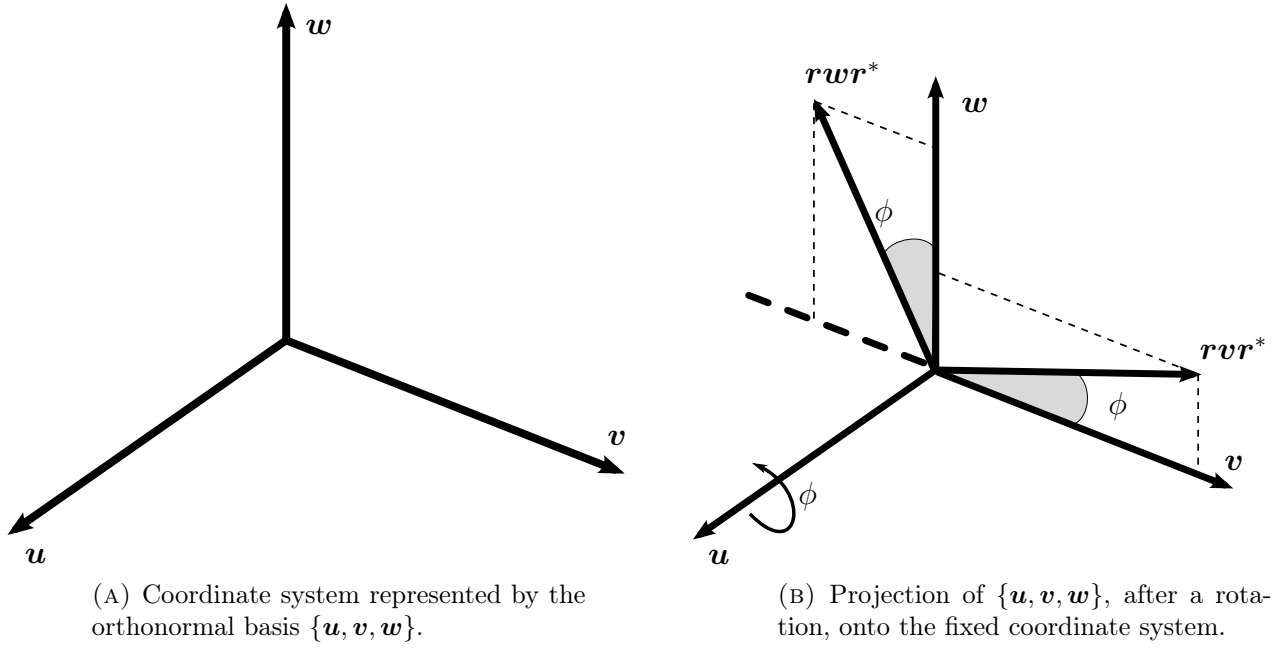 w
v
u
(A) Coordinate system represented by the
orthonormal basis {u, v, w}.
rwr*
w
ϕ
rvr*
ϕ
v
ϕ
u
(B) Projection of {u, v, w}, after a rota-
tion, onto the fixed coordinate system.